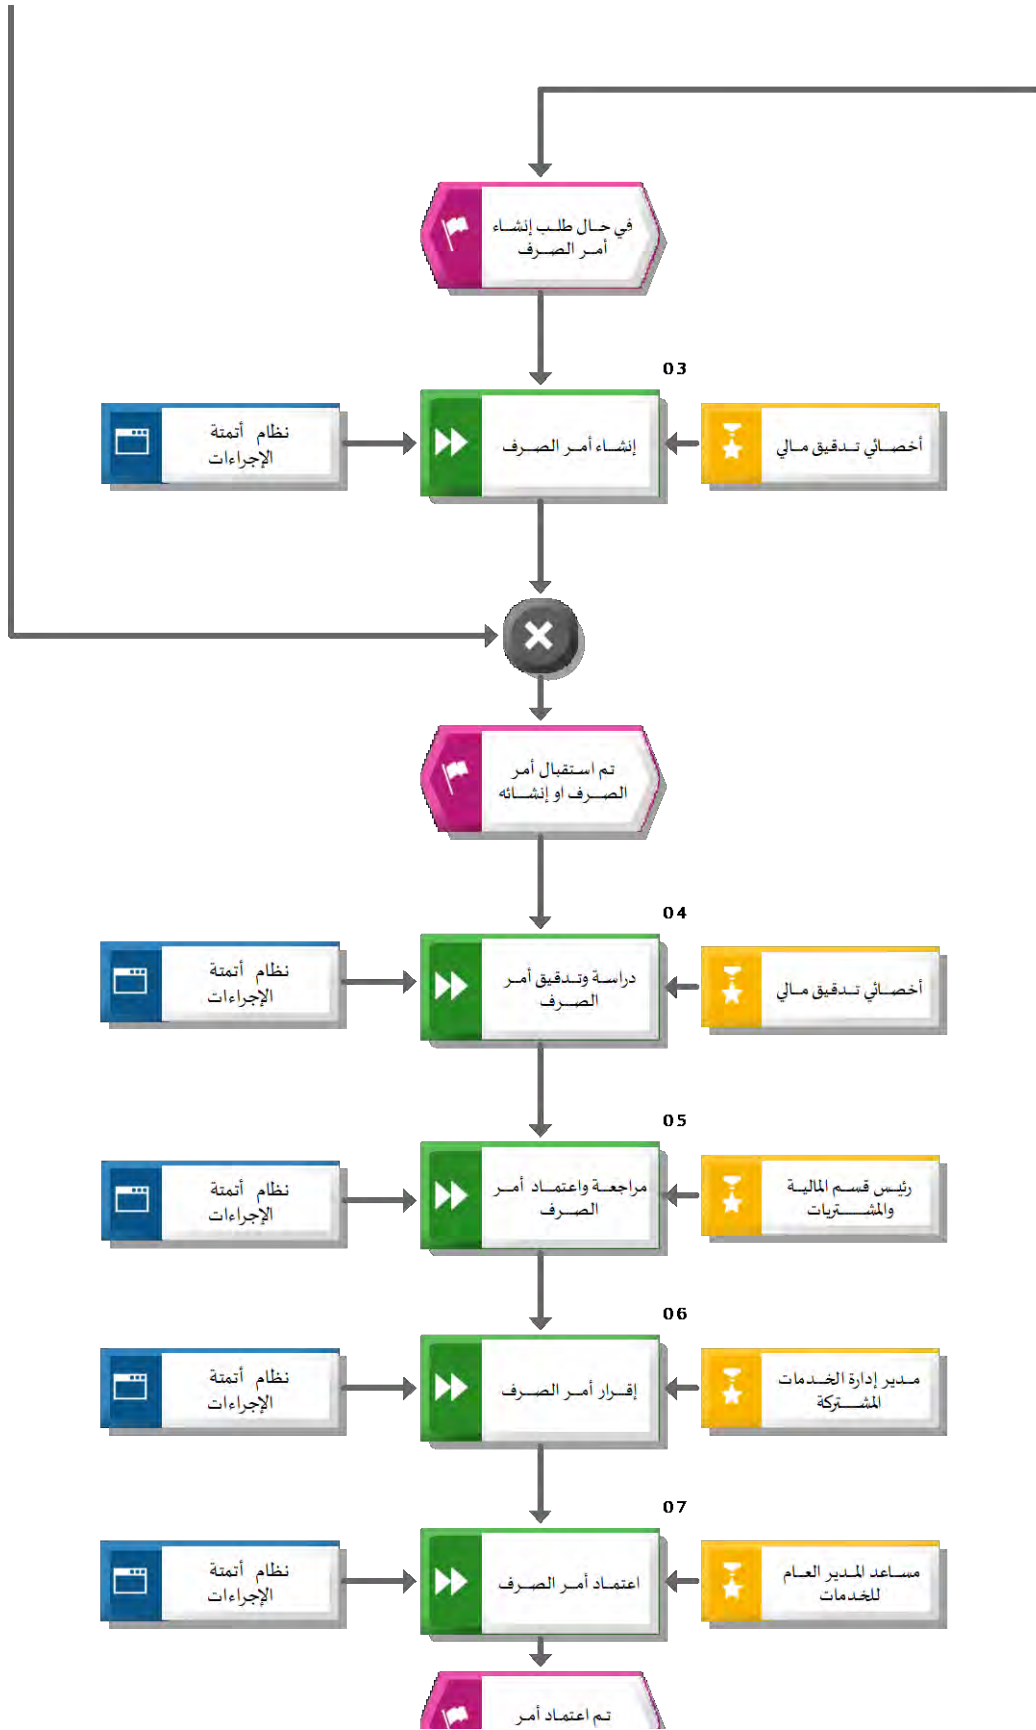 في حال طلب إنشاء
أمر الصرف
03
أخصائي تدقيق مالي
إنشاء أمر الصرف
نظام أتمتة
الإجراءات
تم استقبال أمر
الصرف او إنشائه
04
أخصائي تدقيق مالي
دراسة وتدقيق أمر
الصرف
نظام أتمتة
الإجراءات
05
رئيس قسم المالية
والمشتريات
مراجعة واعتماد أمر
الصرف
نظام أتمتة
الإجراءات
06
مدير إدارة الخدمات
المشتركة
إقرار أمر الصرف
نظام أتمتة
الإجراءات
07
مساعد المدير العام
للخدمات
اعتماد أمر الصرف
نظام أتمتة
الإجراءات
تم اعتماد أمر